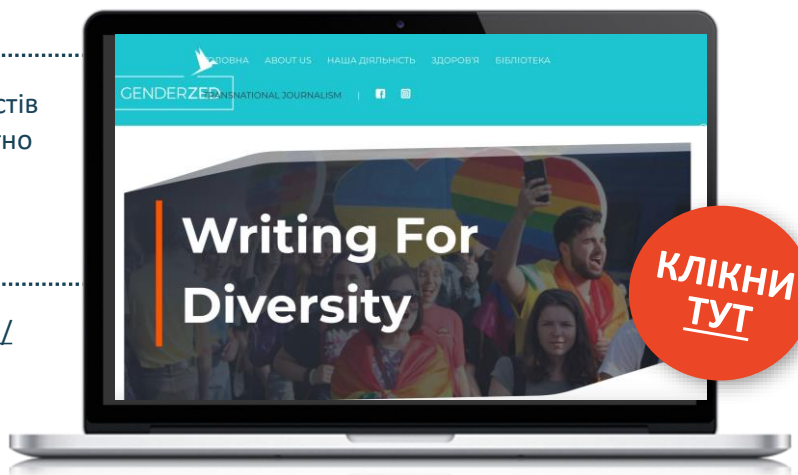 ГОЛОВНА ABOUT US НАША ДІЯЛЬНІСТЬ ЗДОРОВ'Я БІБЛІОТЕКА
GENDERZED
TRANSNATIONAL JOURNALISM |
Writing For
Diversity
КЛІКНИ
ТУТ
/